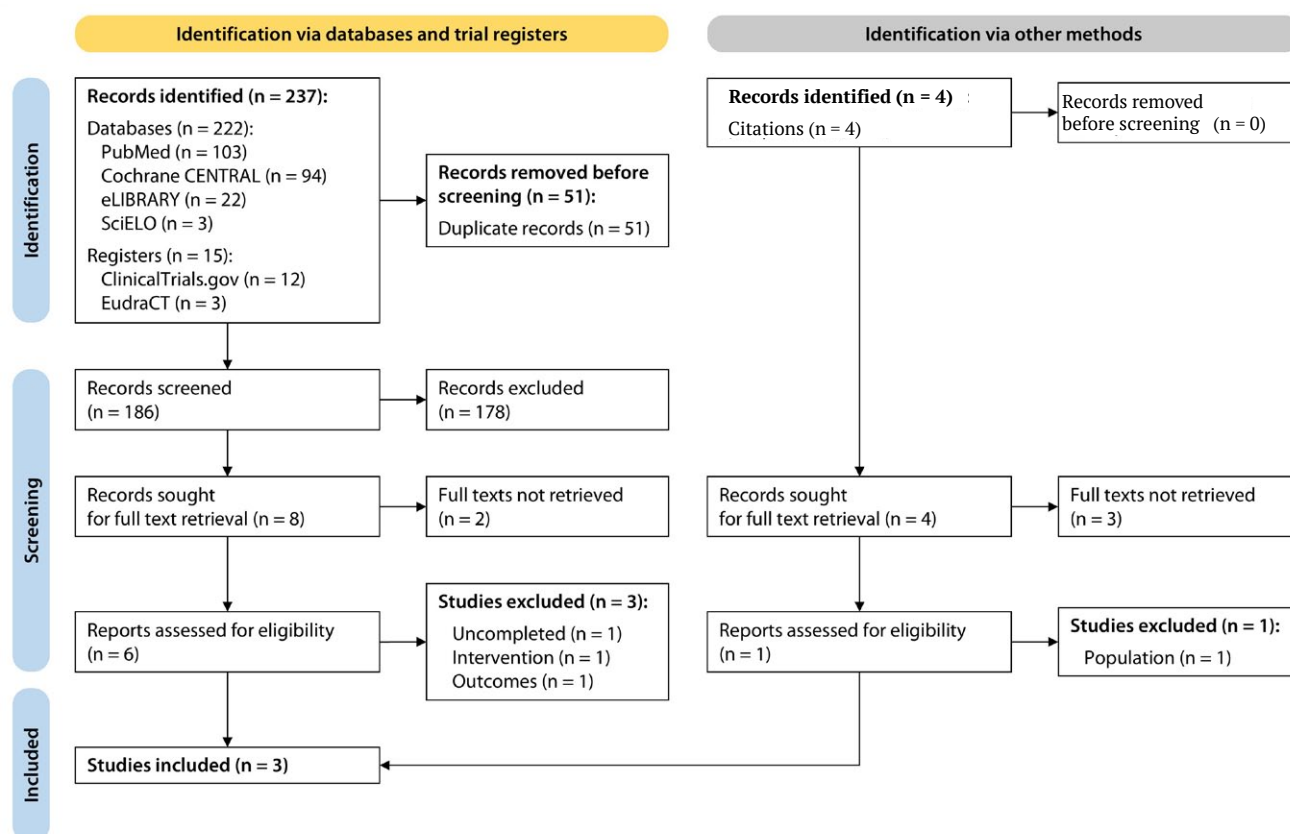 Identification via databases and trial registers
Identification via other methods
Identification
Records identified (n = 237):
Databases (n = 222):
PubMed (n = 103)
Cochrane CENTRAL (n = 94)
eLIBRARY (n = 22)
SciELO (n = 3)
Registers (n = 15):
ClinicalTrials.gov (n = 12)
EudraCT (n = 3)
Records removed before
screening (n = 51):
Duplicate records (n = 51)
Records identified (n = 4)
Citations (n = 4)
Records removed
before screening (n = 0)
Screening
Records screened
(n = 186)
Records excluded
(n = 178)
Records sought
for full text retrieval (n = 8)
Full texts not retrieved
(n = 2)
Records sought
for full text retrieval (n = 4)
Full texts not retrieved
(n = 3)
Reports assessed for eligibility
(n = 6)
Studies excluded (n = 3):
Uncompleted (n = 1)
Intervention (n = 1)
Outcomes (n = 1)
Reports assessed for eligibility
(n = 1)
Studies excluded (n = 1):
Population (n = 1)
Included
Studies included (n = 3)